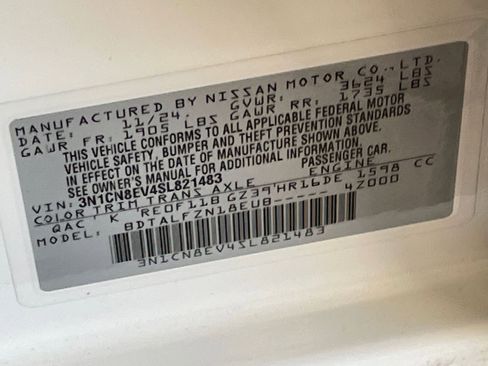 MANUFACTURED BY NISSAN MOTOR CO., LTD.
DATE: 11/24. GVWR: 3624 LBS
GAWR FR: 1905 LBS GAWR RR: 1735 LBS
THIS VEHICLE CONFORMS TO ALL APPLICABLE FEDERAL MOTOR
VEHICLE SAFETY, BUMPER AND THEFT PREVENTION STANDARDS
IN EFFECT ON THE DATE OF MANUFACTURE SHOWN ABOVE.
SEE OWNER'S MANUAL FOR ADDITIONAL INFORMATION.
VIN: 3N1CN8EV4SL821483 PASSENGER CAR.
COLOR TRIM TRANS AXLE ENGINE
QAC K RE0F11B GZ39 HR16DE 1598 CC
MODEL: BDTALFZN18EUB----- 4Z000
3N1CN8EV4SL821483